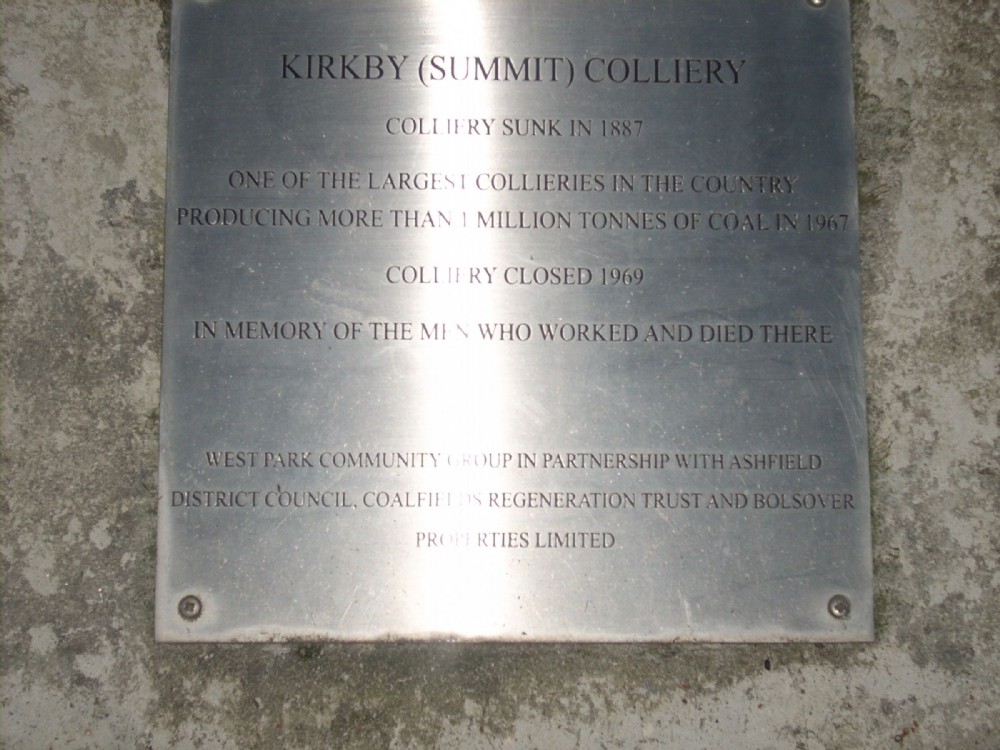 KIRKBY (SUMMIT) COLLIERY
COLLIERY SUNK IN 1887
ONE OF THE LARGEST COLLIERIES IN THE COUNTRY
PRODUCING MORE THAN 1 MILLION TONNES OF COAL IN 1967
COLLIERY CLOSED 1969
IN MEMORY OF THE MEN WHO WORKED AND DIED THERE
WEST PARK COMMUNITY GROUP IN PARTNERSHIP WITH ASHFIELD
DISTRICT COUNCIL, COALFIELDS REGENERATION TRUST AND BOLSOVER
PROPERTIES LIMITED